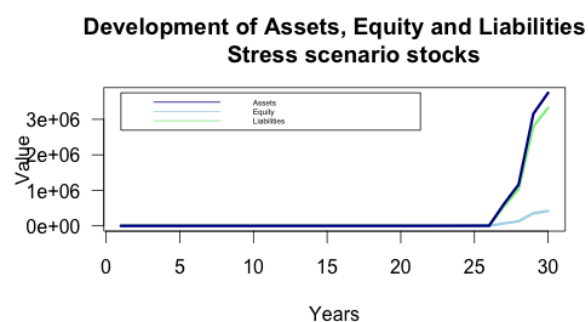 Development of Assets, Equity and Liabilities
Stress scenario stocks
Assets
Equity
Liabilities
Value
3e+06
2e+06
1e+06
0e+00
0 5 10 15 20 25 30
Years